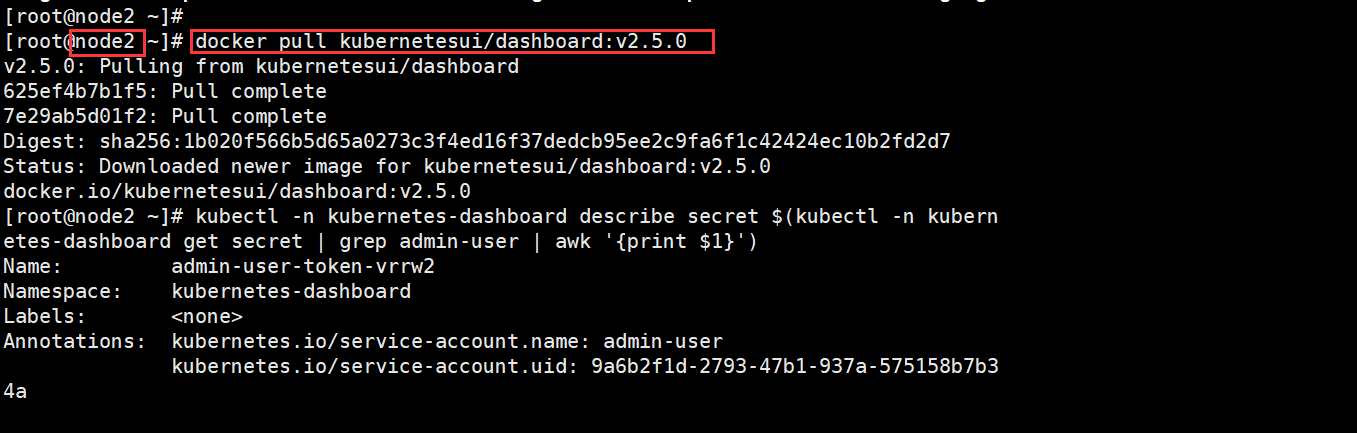 [root@node2 ~]#
[root@node2 ~]# docker pull kubernetesui/dashboard:v2.5.0
v2.5.0: Pulling from kubernetesui/dashboard
625ef4b7b1f5: Pull complete
7e29ab5d01f2: Pull complete
Digest: sha256:1b020f566b5d65a0273c3f4ed16f37dedcb95ee2c9fa6f1c42424ec10b2fd2d7
Status: Downloaded newer image for kubernetesui/dashboard:v2.5.0
docker.io/kubernetesui/dashboard:v2.5.0
[root@node2 ~]# kubectl -n kubernetes-dashboard describe secret $(kubectl -n kubern
etes-dashboard get secret | grep admin-user | awk '{print $1}')
Name:         admin-user-token-vrrw2
Namespace:    kubernetes-dashboard
Labels:       <none>
Annotations:  kubernetes.io/service-account.name: admin-user
              kubernetes.io/service-account.uid: 9a6b2f1d-2793-47b1-937a-575158b7b3
4a